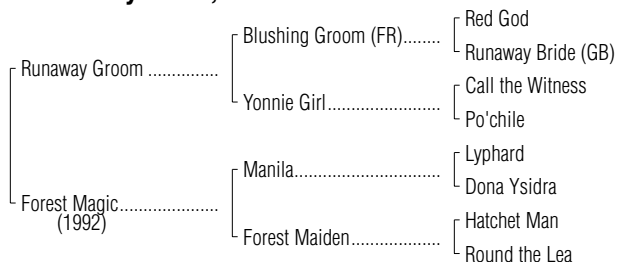 Red God
Blushing Groom (FR)........
Runaway Bride (GB)
Runaway Groom ...............
Call the Witness
Yonnie Girl........................
Po'chile
Lyphard
Manila...............................
Dona Ysidra
Forest Magic.....................
(1992)
Hatchet Man
Forest Maiden...................
Round the Lea